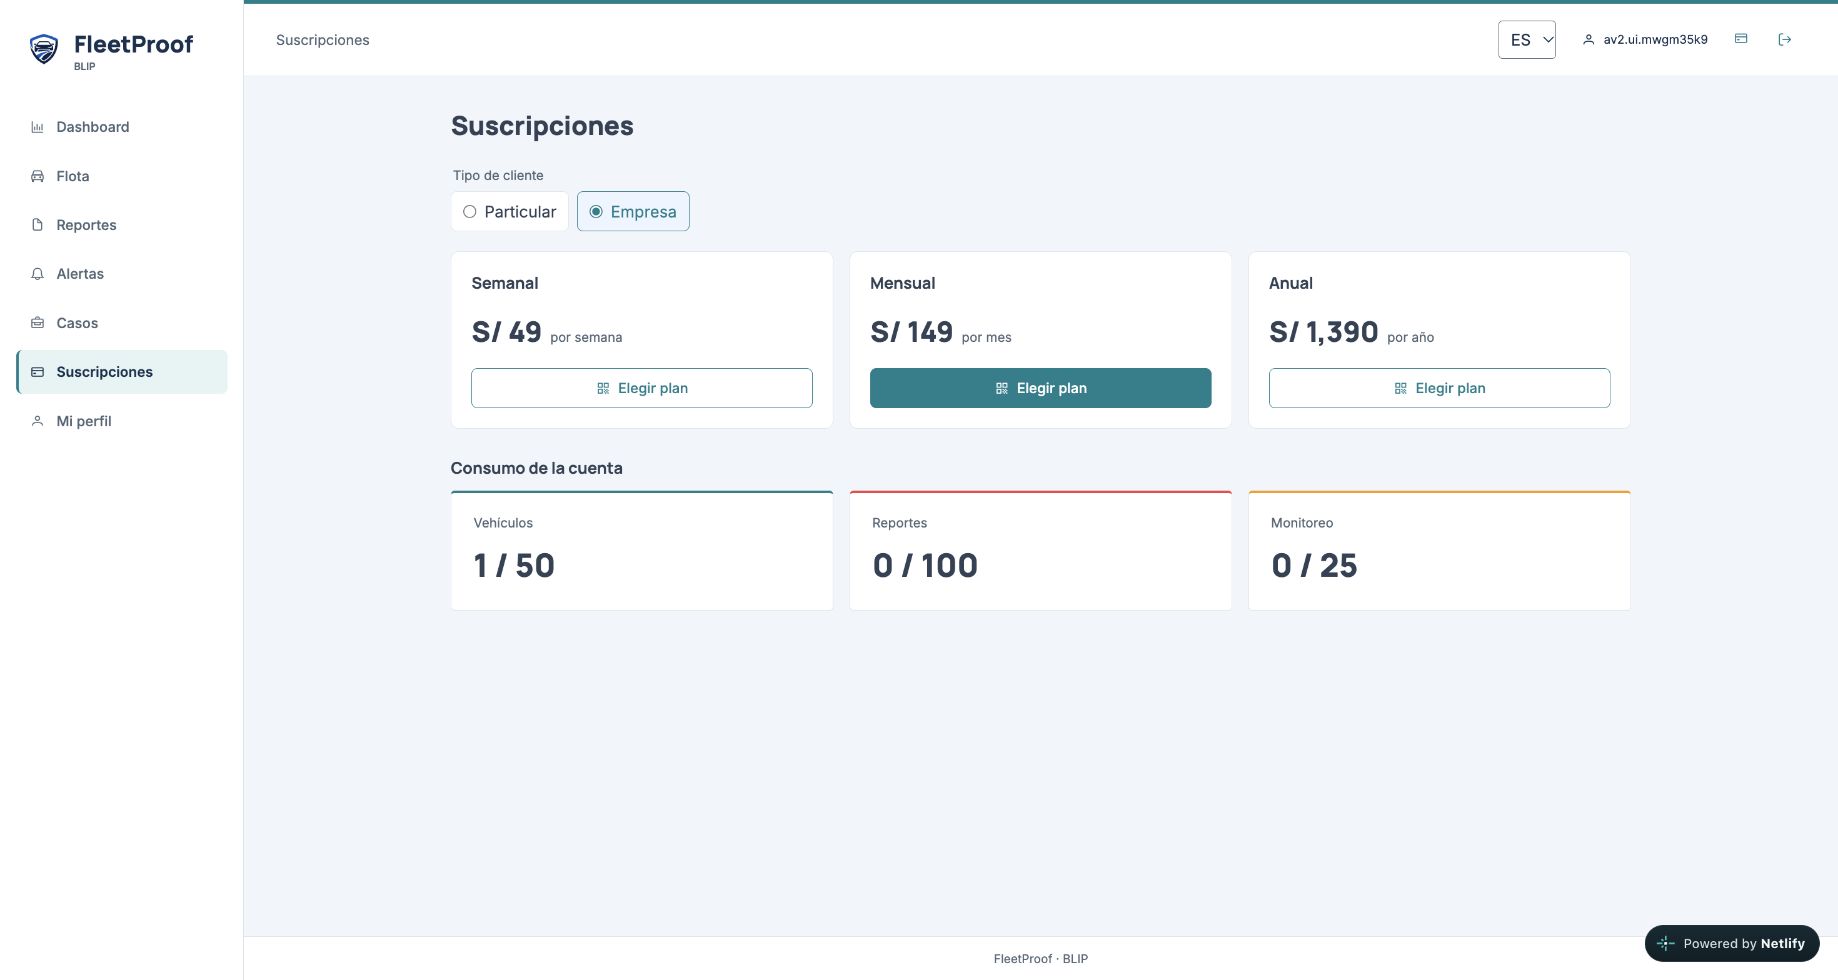 FleetProof
BLIP
Dashboard
Flota
Reportes
Alertas
Casos
Suscripciones
Mi perfil
Suscripciones
ES
av2.ui.mwgm35k9
Suscripciones
Tipo de cliente
Particular
Empresa
Semanal
S/ 49 por semana
Elegir plan
Mensual
S/ 149 por mes
Elegir plan
Anual
S/ 1,390 por año
Elegir plan
Consumo de la cuenta
Vehículos
1 / 50
Reportes
0 / 100
Monitoreo
0 / 25
FleetProof · BLIP
Powered by Netlify